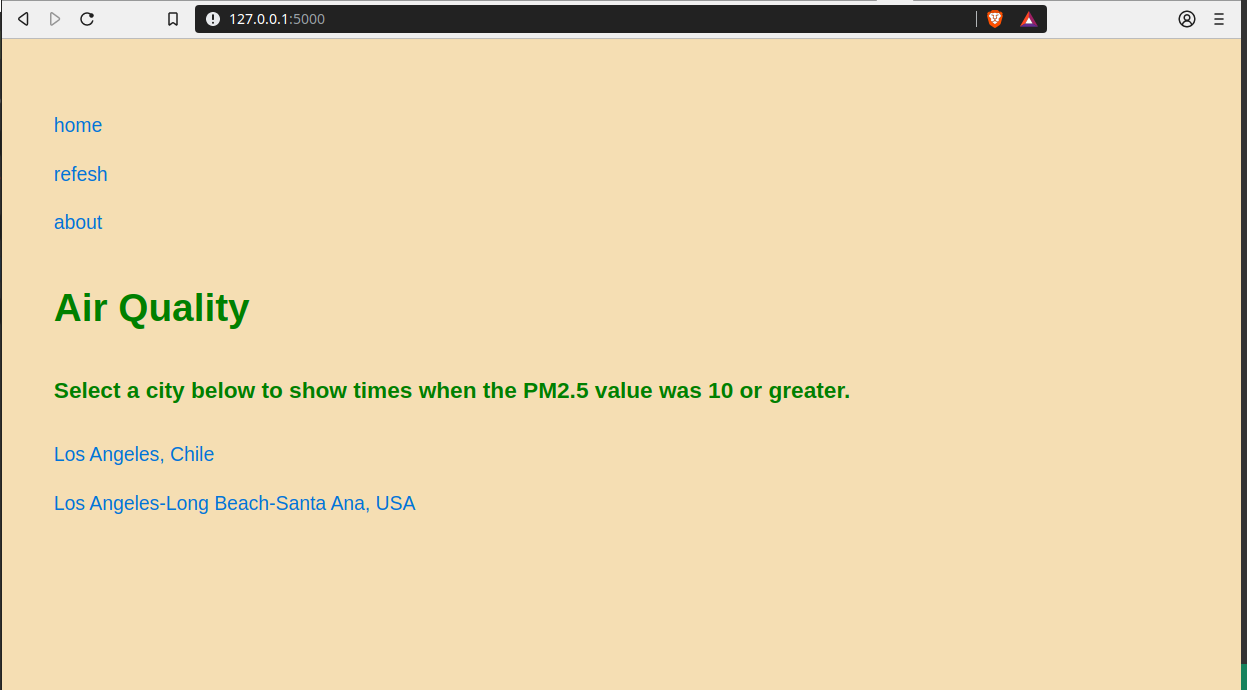 127.0.0.1:5000
home
refesh
about
Air Quality
Select a city below to show times when the PM2.5 value was 10 or greater.
Los Angeles, Chile
Los Angeles-Long Beach-Santa Ana, USA